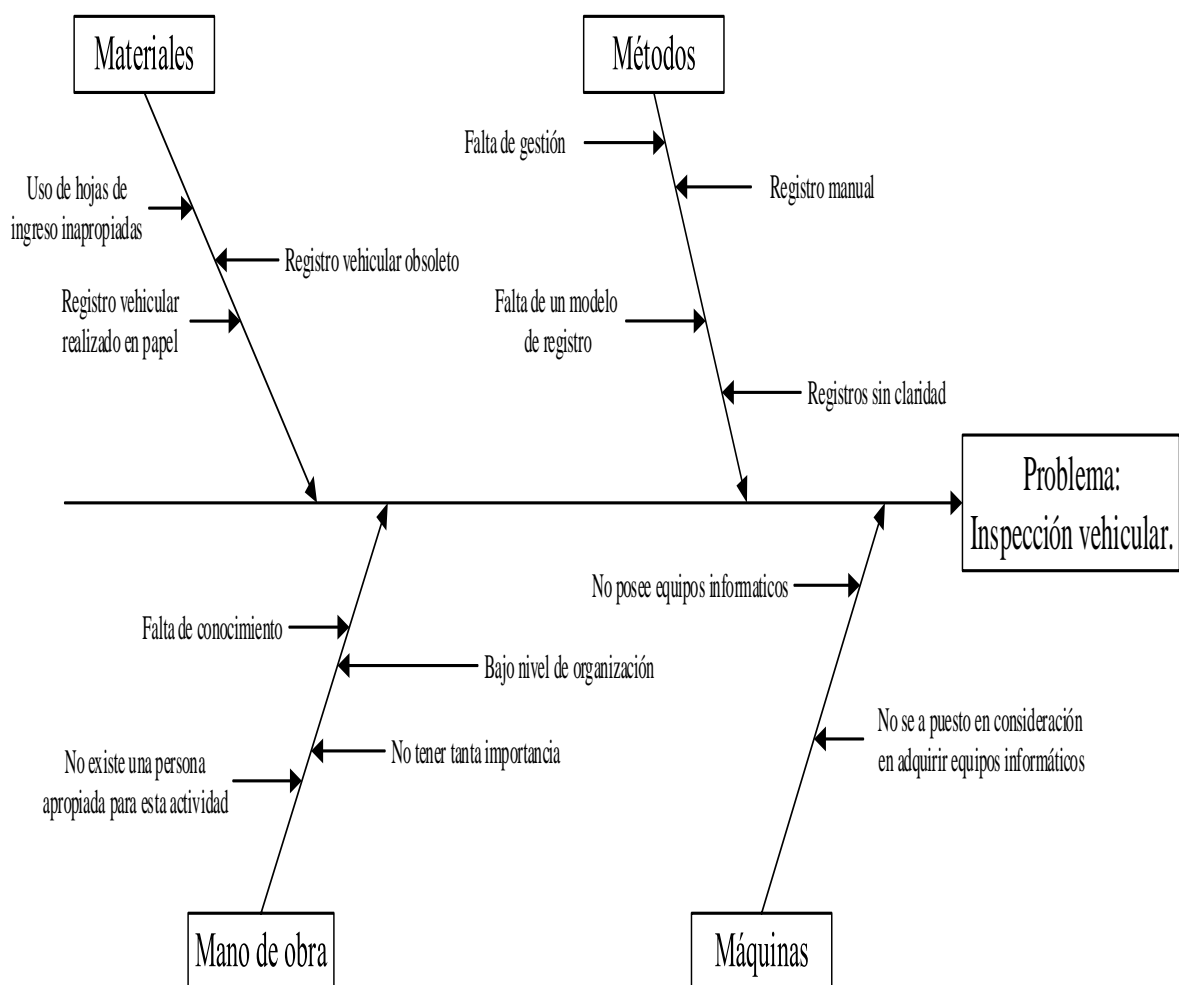 Materiales
Métodos
Falta de gestión
Registro manual
Uso de hojas de
ingreso inapropiadas
Registro vehicular obsoleto
Registro vehicular
realizado en papel
Falta de un modelo
de registro
Registros sin claridad
Problema:
Inspección vehicular.
No posee equipos informaticos
Falta de conocimiento
Bajo nivel de organización
No se a puesto en consideración
en adquirir equipos informáticos
No tener tanta importancia
No existe una persona
apropiada para esta actividad
Mano de obra
Máquinas